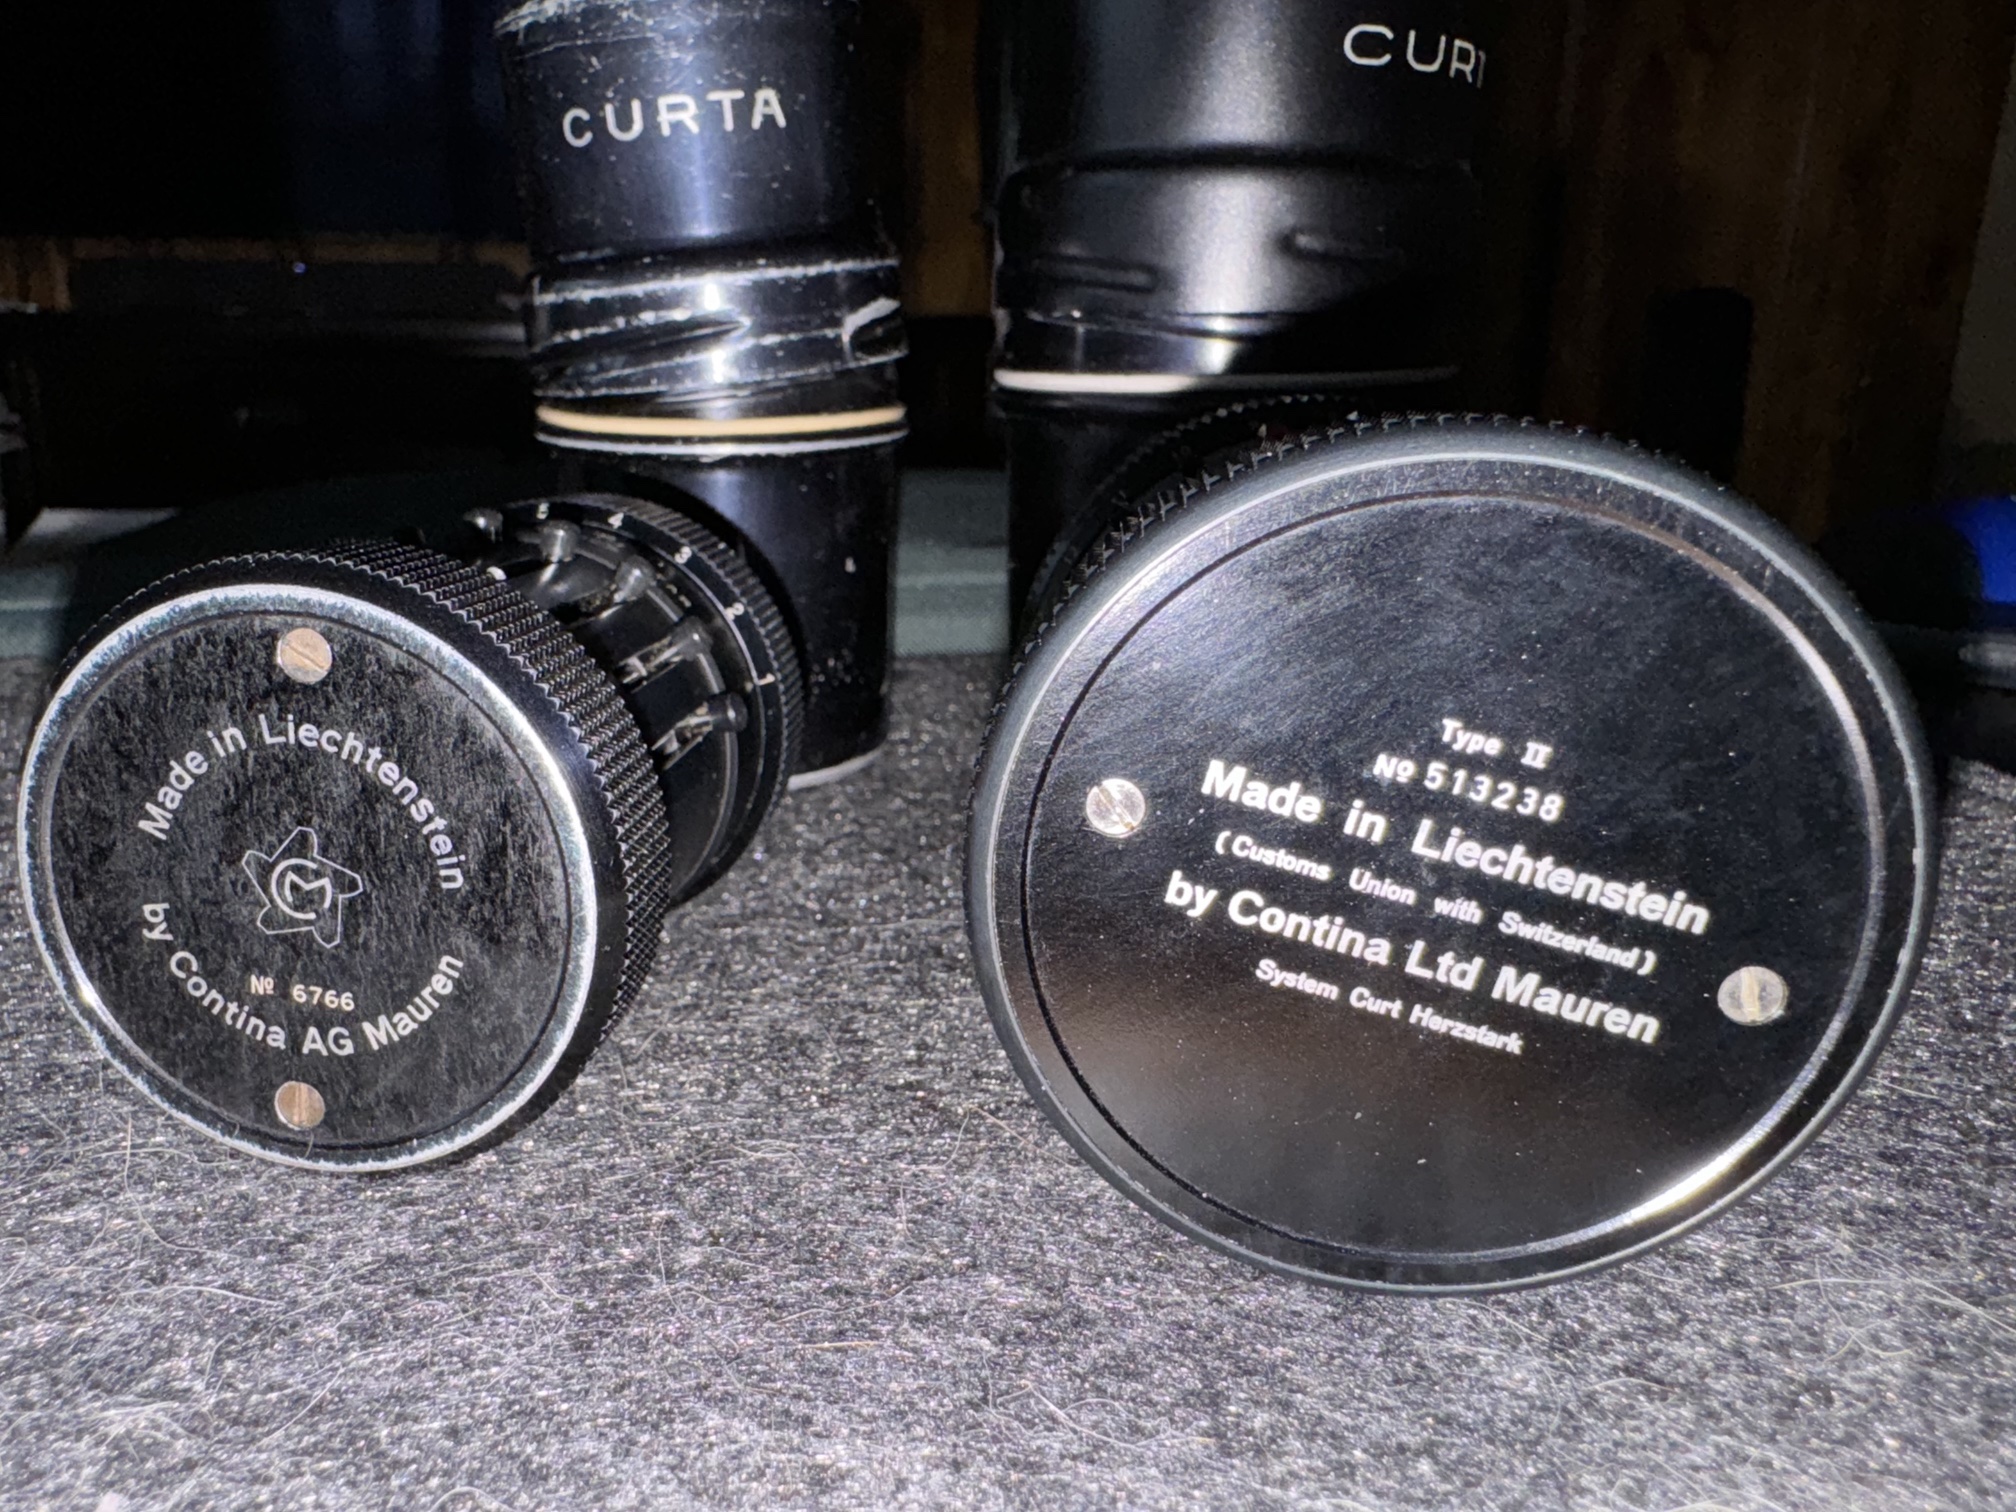 CURTA
CURT
5 4 3 2 1
Made in Liechtenstein
CM
№ 6766
by Contina AG Mauren
Type II
№ 513238
Made in Liechtenstein
(Customs Union with Switzerland)
by Contina Ltd Mauren
System Curt Herzstark